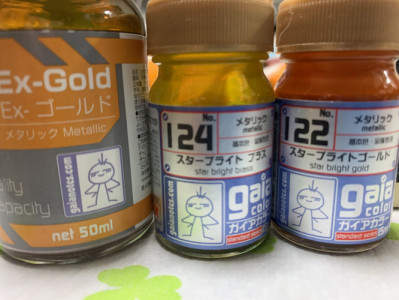 Ex-Gold
Ex- ゴールド
メタリック Metallic
ality
apacity
gaianotes.com
net 50ml
No.
124
メタリック
metallic
スターブライト ブラス
star bright brass
gaianotes.com
gaia
color
ガイアカラー
standard series
No.
122
メタリック
metallic
スターブライトゴールド
star bright gold
gaianotes.com
gaia
color
ガイアカラー
standard series